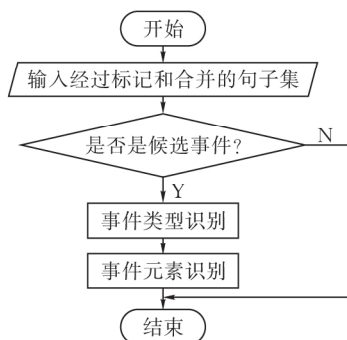 开始
输入经过标记和合并的句子集
是否是候选事件?
N
Y
事件类型识别
事件元素识别
结束